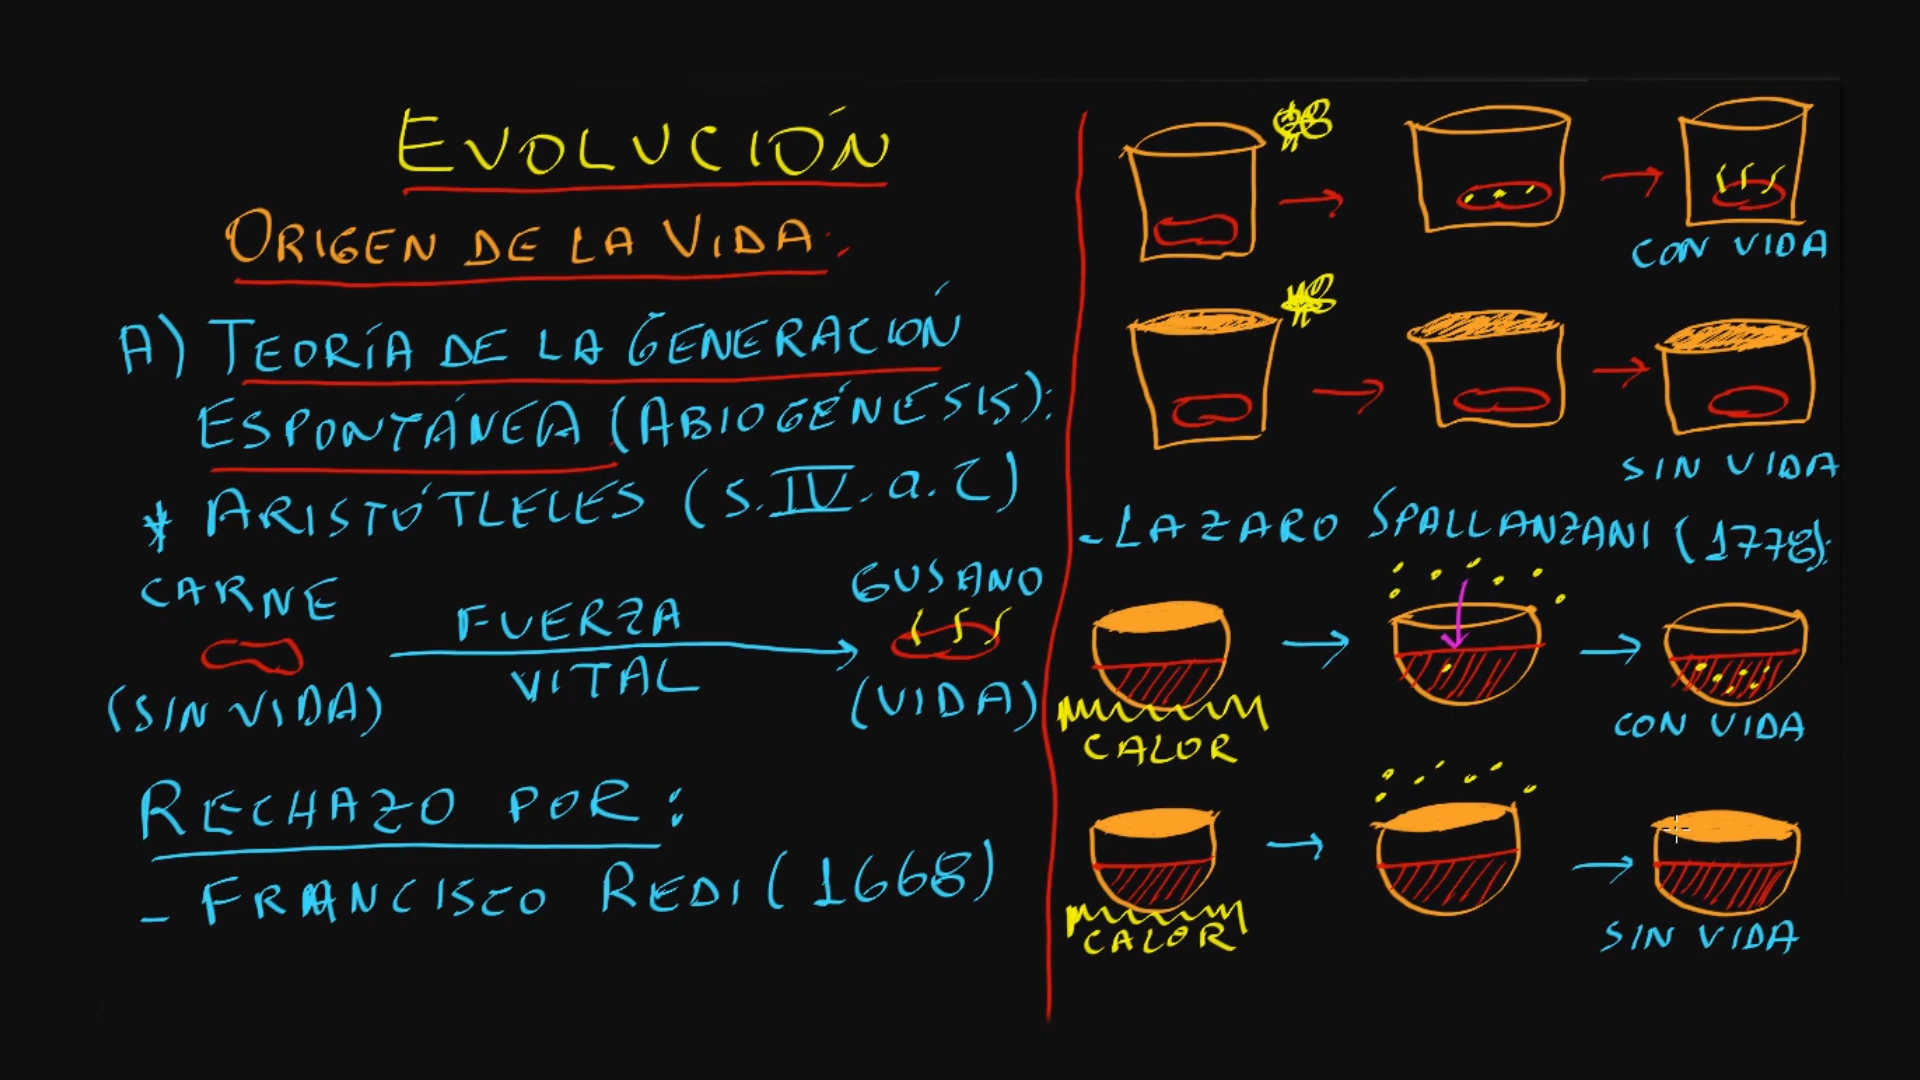 EVOLUCIÓN
ORIGEN DE LA VIDA:
A) TEORÍA DE LA GENERACIÓN
ESPONTÁNEA (ABIOGÉNESIS):
* ARISTÓTLELES (S.IV.a.C)
CARNE
FUERZA
VITAL
GUSANO
(SIN VIDA)
(VIDA)
RECHAZO POR:
- FRANCISCO REDI (1668)
CON VIDA
SIN VIDA
- LAZARO SPALLANZANI (1778):
CALOR
CON VIDA
CALOR
SIN VIDA